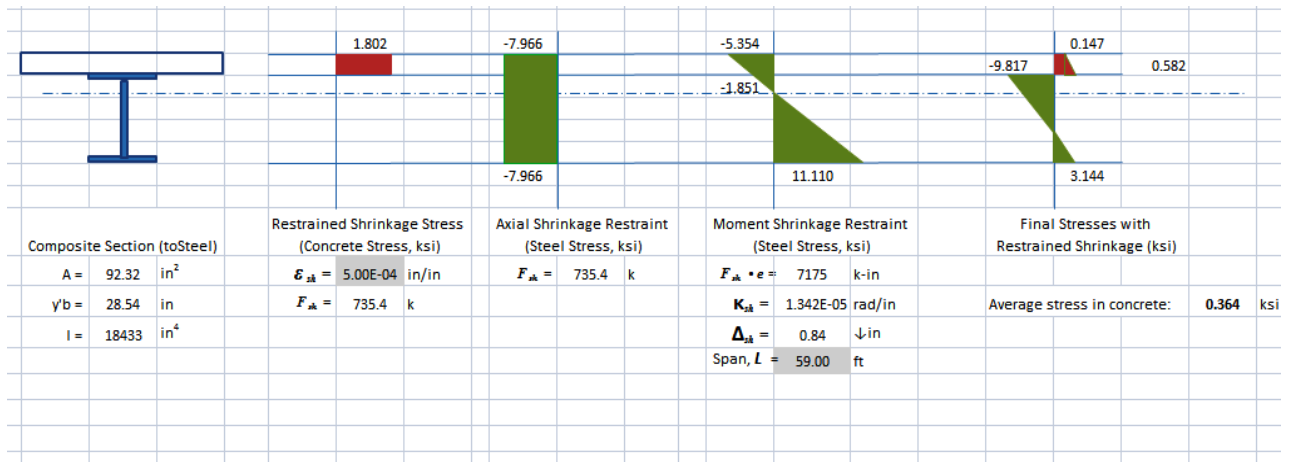 1.802 -7.966 -5.354 0.147
-9.817 0.582
-1.851
-7.966 11.110 3.144
Restrained Shrinkage Stress Axial Shrinkage Restraint Moment Shrinkage Restraint Final Stresses with
Composite Section (toSteel) (Concrete Stress, ksi) (Steel Stress, ksi) (Steel Stress, ksi) Restrained Shrinkage (ksi)
A = 92.32 in² ε sh = 5.00E-04 in/in F sh = 735.4 k F sh • e = 7175 k-in
y'b = 28.54 in F sh = 735.4 k Κ sh = 1.342E-05 rad/in Average stress in concrete: 0.364 ksi
I = 18433 in⁴ Δ sh = 0.84 ↓in
Span, L = 59.00 ft